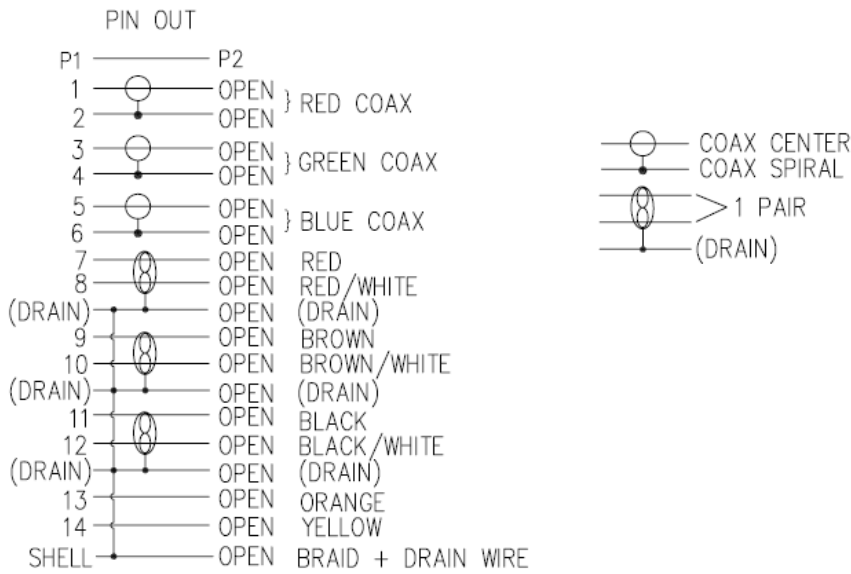 PIN OUT
P1 P2
1 OPEN
2 OPEN
} RED COAX
3 OPEN
4 OPEN
} GREEN COAX
5 OPEN
6 OPEN
} BLUE COAX
7 OPEN RED
8 OPEN RED/WHITE
(DRAIN) OPEN (DRAIN)
9 OPEN BROWN
10 OPEN BROWN/WHITE
(DRAIN) OPEN (DRAIN)
11 OPEN BLACK
12 OPEN BLACK/WHITE
(DRAIN) OPEN (DRAIN)
13 OPEN ORANGE
14 OPEN YELLOW
SHELL OPEN BRAID + DRAIN WIRE
COAX CENTER
COAX SPIRAL
1 PAIR
(DRAIN)